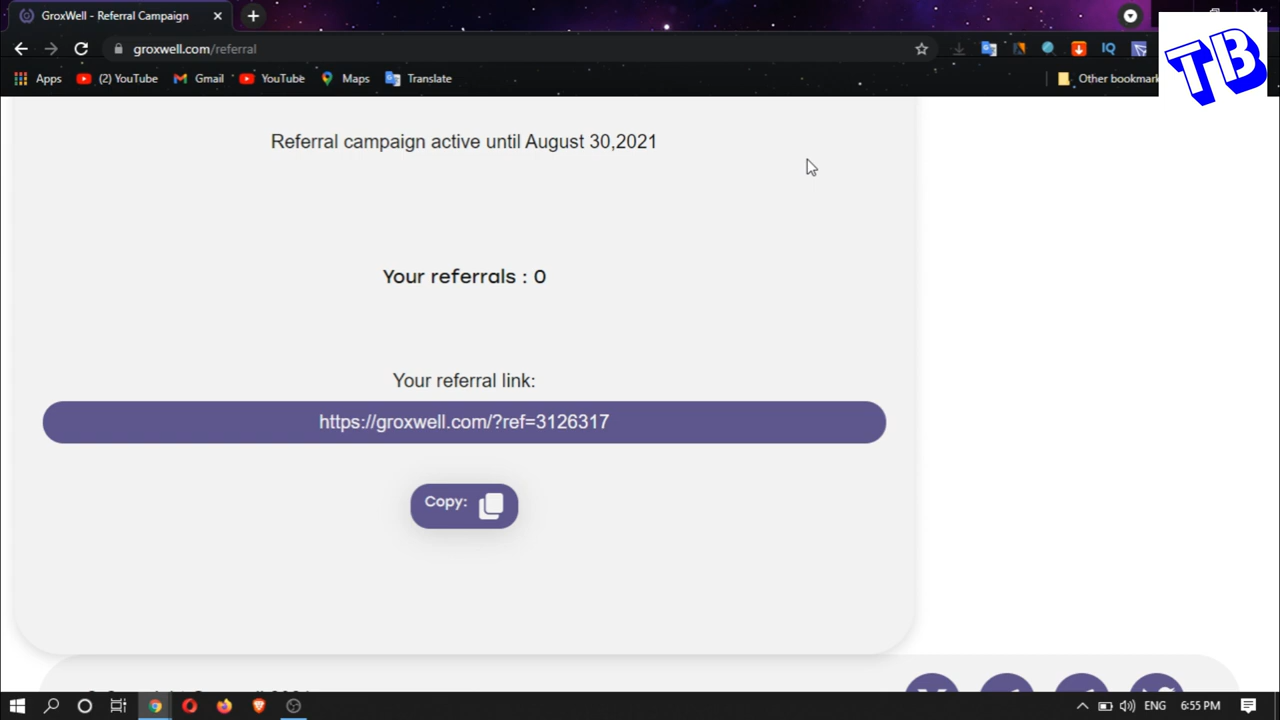 GroxWell - Referral Campaign
groxwell.com/referral
Apps
(2) YouTube
Gmail
YouTube
Maps
Translate
IQ
Other bookmark
TB
Referral campaign active until August 30,2021
Your referrals : 0
Your referral link:
https://groxwell.com/?ref=3126317
Copy:
ENG
6:55 PM